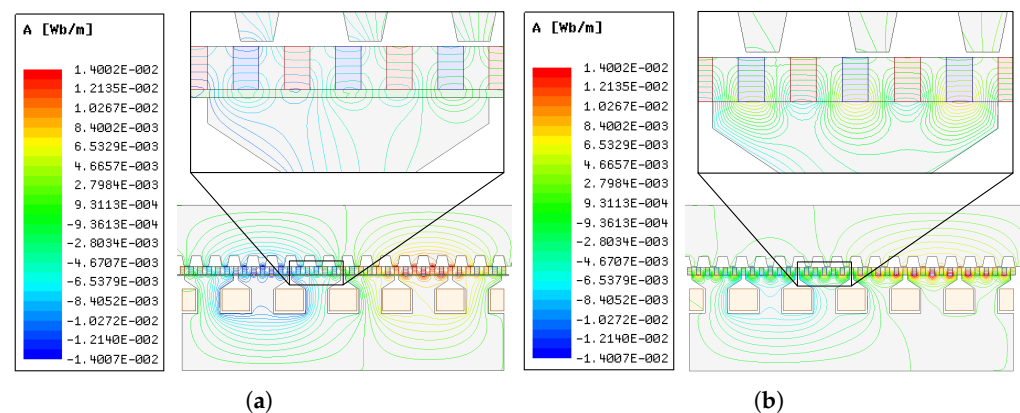 A [Wb/m]
1.4002E-002
1.2135E-002
1.0267E-002
8.4002E-003
6.5329E-003
4.6657E-003
2.7984E-003
9.3113E-004
-9.3613E-004
-2.8034E-003
-4.6707E-003
-6.5379E-003
-8.4052E-003
-1.0272E-002
-1.2140E-002
-1.4007E-002
(a)
A [Wb/m]
1.4002E-002
1.2135E-002
1.0267E-002
8.4002E-003
6.5329E-003
4.6657E-003
2.7984E-003
9.3113E-004
-9.3613E-004
-2.8034E-003
-4.6707E-003
-6.5379E-003
-8.4052E-003
-1.0272E-002
-1.2140E-002
-1.4007E-002
(b)